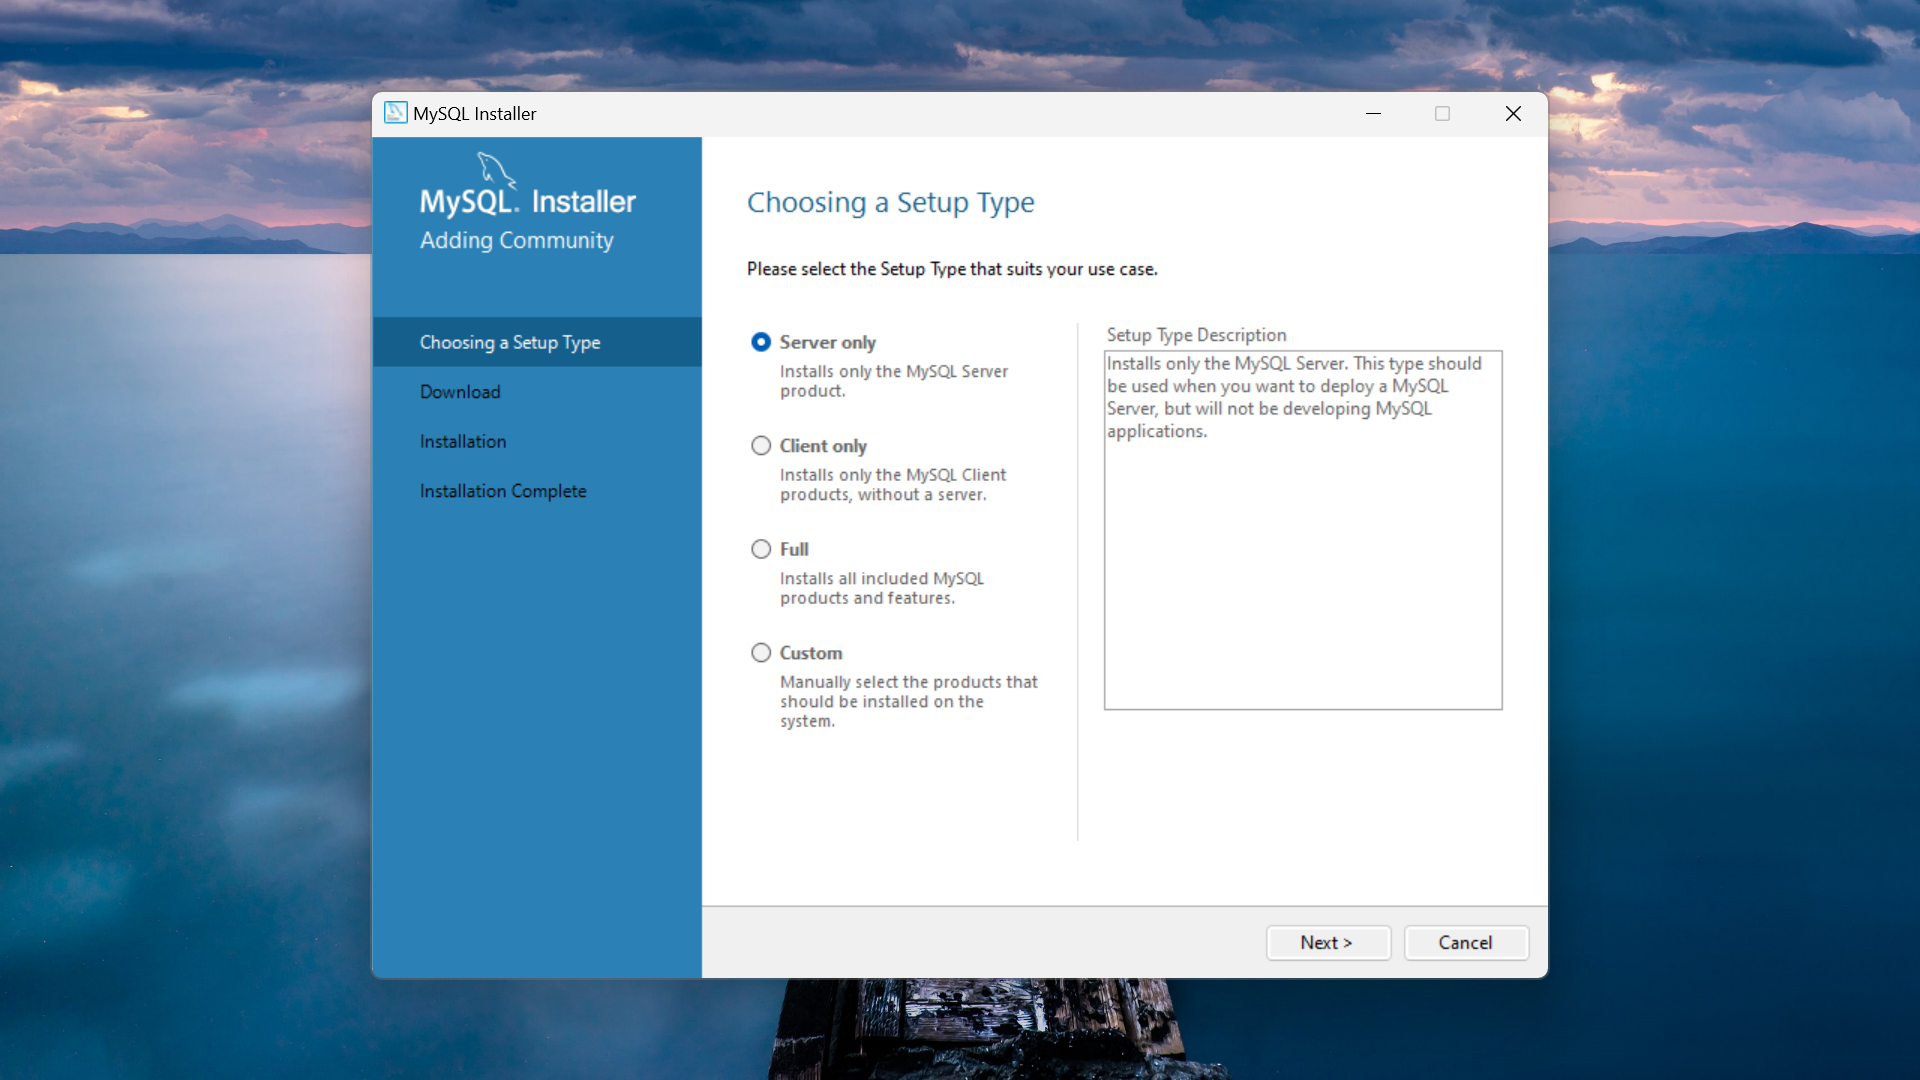 MySQL Installer
MySQL. Installer
Adding Community
Choosing a Setup Type
Download
Installation
Installation Complete
Choosing a Setup Type
Please select the Setup Type that suits your use case.
Server only
Installs only the MySQL Server
product.
Client only
Installs only the MySQL Client
products, without a server.
Full
Installs all included MySQL
products and features.
Custom
Manually select the products that
should be installed on the
system.
Setup Type Description
Installs only the MySQL Server. This type should
be used when you want to deploy a MySQL
Server, but will not be developing MySQL
applications.
Next >
Cancel